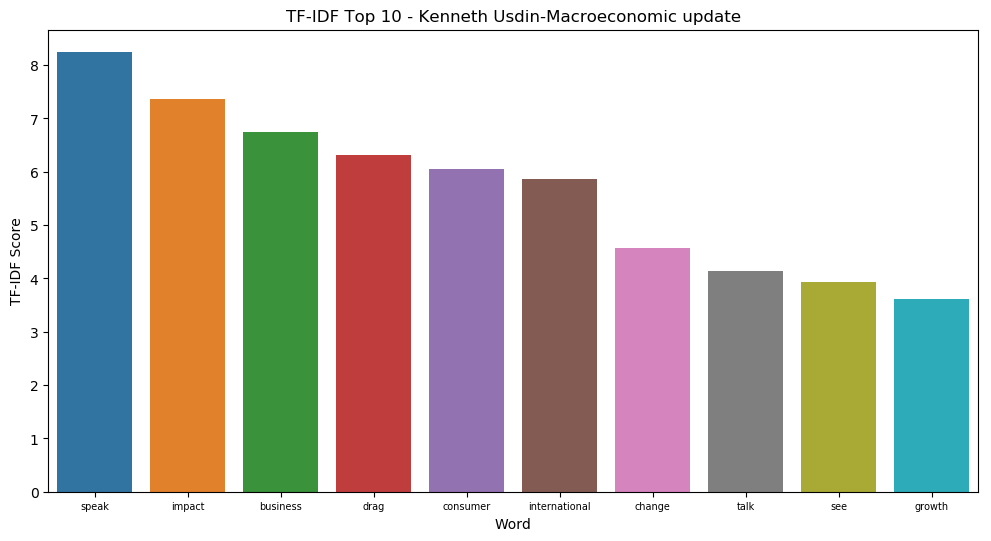 TF-IDF Top 10 - Kenneth Usdin-Macroeconomic update
TF-IDF Score
8
7
6
5
4
3
2
1
0
speak impact business drag consumer international change talk see growth
Word